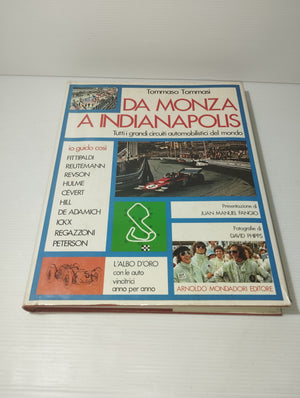 Tommaso Tommasi
DA MONZA
A INDIANAPOLIS
Tutti i grandi circuiti automobilistici del mondo
io guido così
FITTIPALDI
REUTEMANN
REVSON
HULME
CEVERT
HILL
DE ADAMICH
ICKX
REGAZZONI
PETERSON
Presentazione di
JUAN MANUEL FANGIO
Fotografie di
DAVID PHIPPS
L'ALBO D'ORO
con le auto
vincitrici
anno per anno
ARNOLDO MONDADORI EDITORE